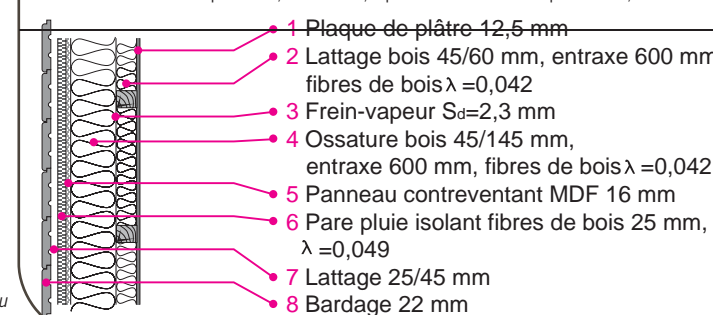 1 Plaque de plâtre 12,5 mm
2 Lattage bois 45/60 mm, entraxe 600 mm
fibres de bois λ =0,042
3 Frein-vapeur Sd=2,3 mm
4 Ossature bois 45/145 mm,
entraxe 600 mm, fibres de bois λ =0,042
5 Panneau contreventant MDF 16 mm
6 Pare pluie isolant fibres de bois 25 mm,
λ =0,049
7 Lattage 25/45 mm
8 Bardage 22 mm